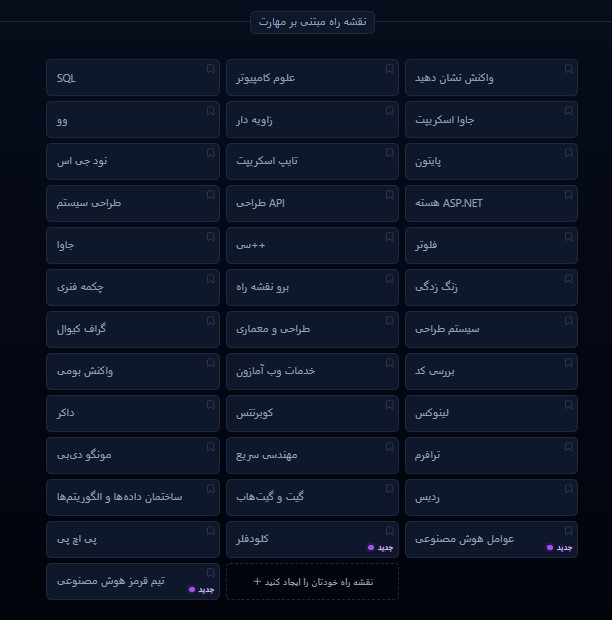 نقشه راه مبتنی بر مهارت
واکنش نشان دهید
علوم کامپیوتر
SQL
جاوا اسکریپت
زاویه دار
وو
پایتون
تایپ اسکریپت
نود جی اس
ASP.NET هسته
API طراحی
طراحی سیستم
فلوتر
سی++
جاوا
زنگ زدگی
برو نقشه راه
چکمه فنری
سیستم طراحی
طراحی و معماری
گراف کیوال
بررسی کد
خدمات وب آمازون
واکنش بومی
لینوکس
کوبرنتس
داکر
ترافرم
مهندسی سریع
مونگو دی‌بی
ردیس
گیت و گیت‌هاب
ساختمان داده‌ها و الگوریتم‌ها
عوامل هوش مصنوعی
جدید
کلودفلر
جدید
پی اچ پی
نقشه راه خودتان را ایجاد کنید +
تیم قرمز هوش مصنوعی
جدید